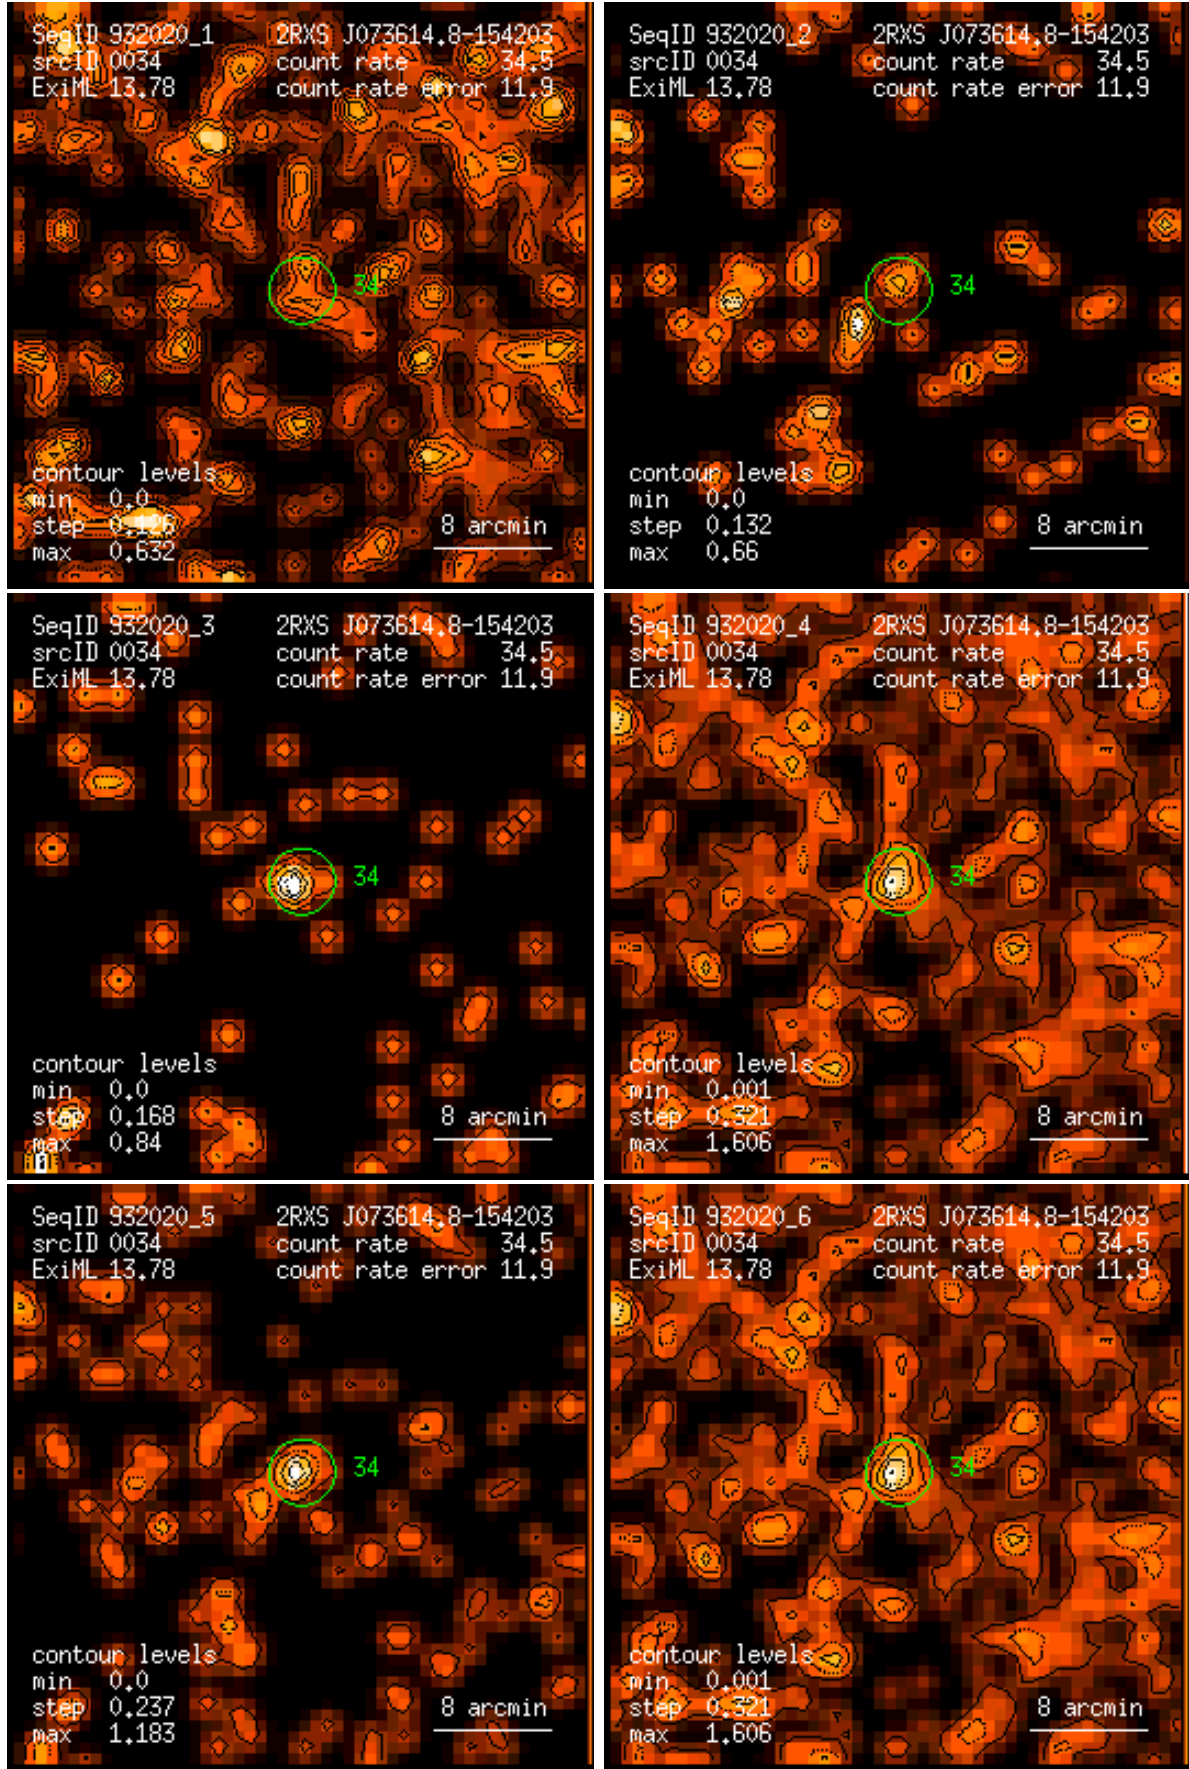 SeqID 932020_1 2RXS J073614.8-154203
srcID 0034 count rate 34.5
ExiML 13.78 count rate error 11.9
34
contour levels
min 0.0
step 0.126
max 0.632
8 arcmin
SeqID 932020_2 2RXS J073614.8-154203
srcID 0034 count rate 34.5
ExiML 13.78 count rate error 11.9
34
contour levels
min 0.0
step 0.132
max 0.66
8 arcmin
SeqID 932020_3 2RXS J073614.8-154203
srcID 0034 count rate 34.5
ExiML 13.78 count rate error 11.9
34
contour levels
min 0.0
step 0.168
max 0.84
8 arcmin
SeqID 932020_4 2RXS J073614.8-154203
srcID 0034 count rate 34.5
ExiML 13.78 count rate error 11.9
34
contour levels
min 0.001
step 0.321
max 1.606
8 arcmin
SeqID 932020_5 2RXS J073614.8-154203
srcID 0034 count rate 34.5
ExiML 13.78 count rate error 11.9
34
contour levels
min 0.0
step 0.237
max 1.183
8 arcmin
SeqID 932020_6 2RXS J073614.8-154203
srcID 0034 count rate 34.5
ExiML 13.78 count rate error 11.9
34
contour levels
min 0.001
step 0.321
max 1.606
8 arcmin